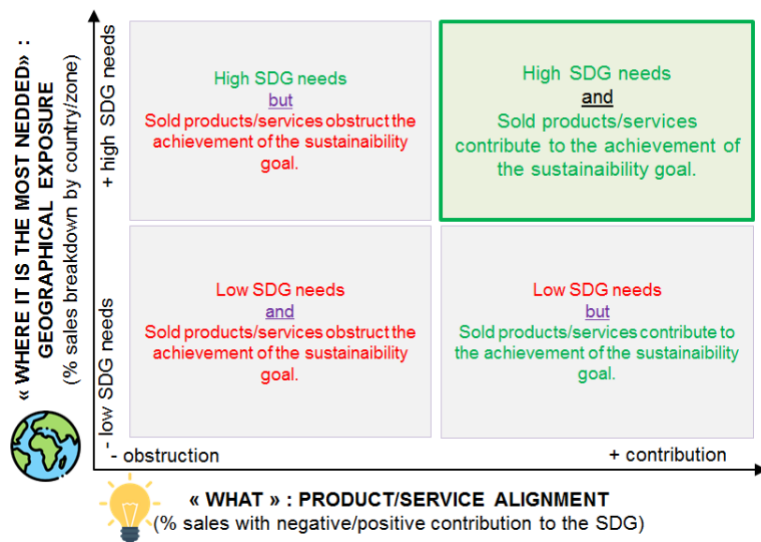 « WHERE IT IS THE MOST NEDDED» :
GEOGRAPHICAL EXPOSURE
(% sales breakdown by country/zone)
+ high SDG needs
High SDG needs
but
Sold products/services obstruct the
achievement of the sustainaibility
goal.
High SDG needs
and
Sold products/services
contribute to the achievement of
the sustainaibility goal.
- low SDG needs
Low SDG needs
and
Sold products/services obstruct the
achievement of the sustainaibility
goal.
Low SDG needs
but
Sold products/services contribute to
the achievement of the sustainaibility
goal.
- obstruction
+ contribution
« WHAT » : PRODUCT/SERVICE ALIGNMENT
(% sales with negative/positive contribution to the SDG)